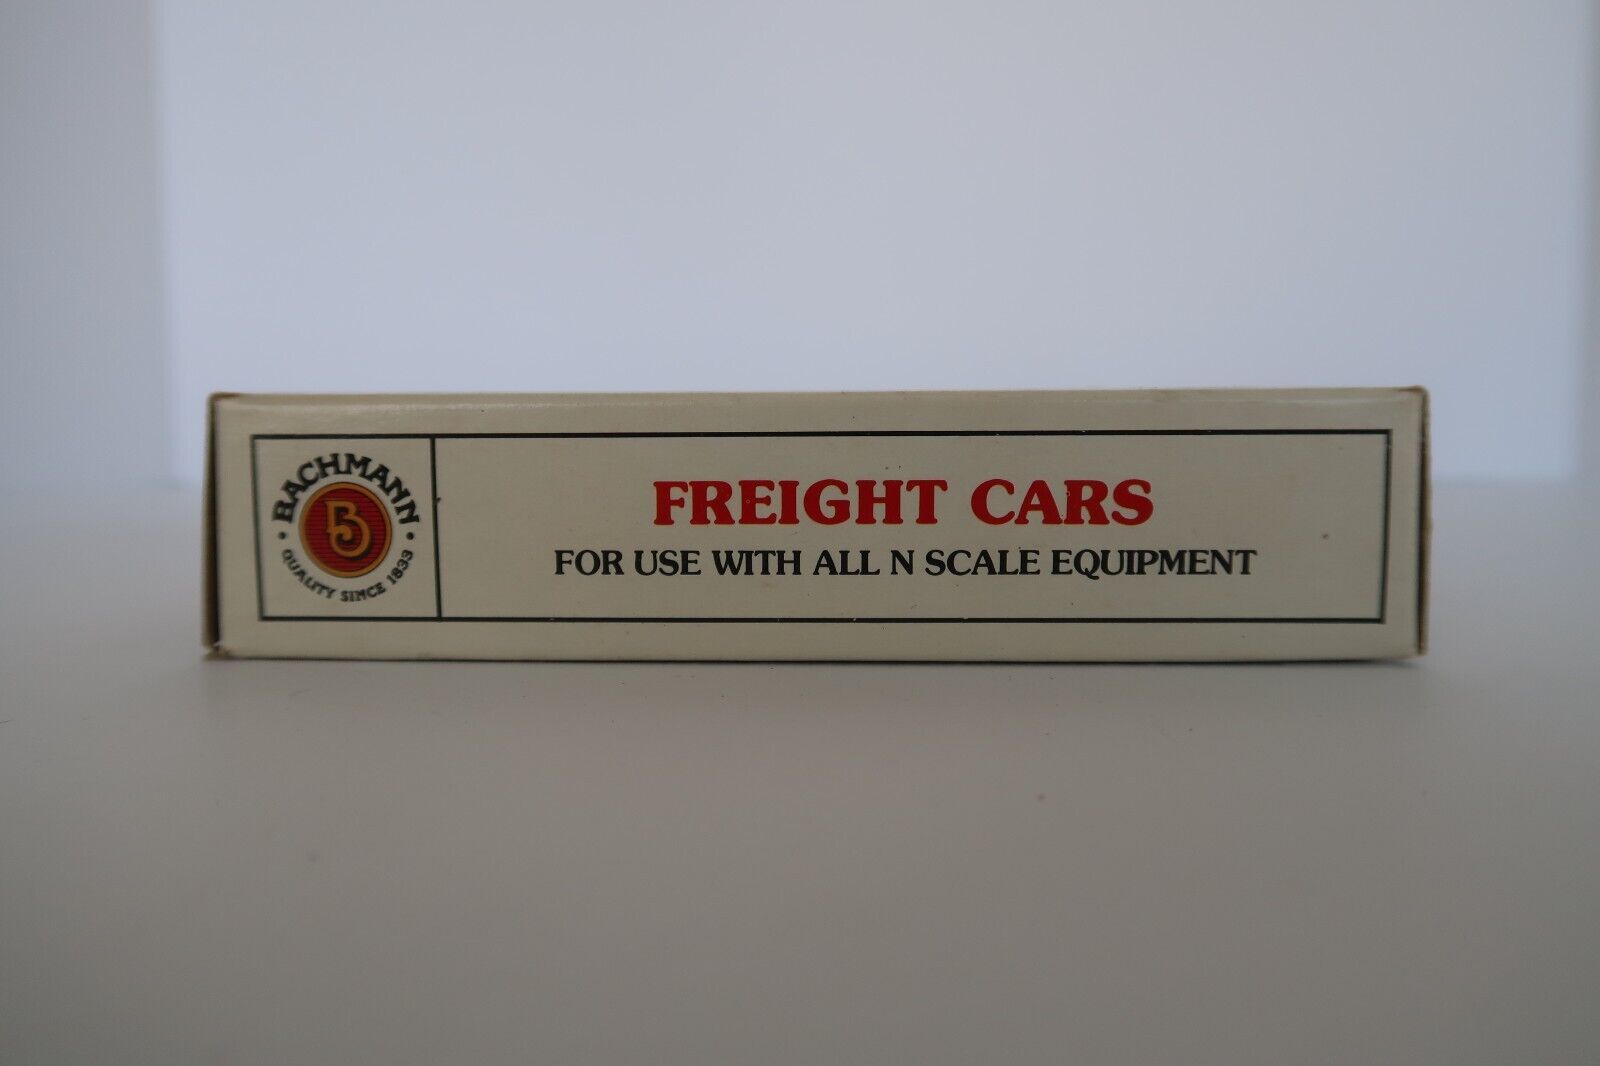 • BACHMANN •
B
QUALITY SINCE 1833
FREIGHT CARS
FOR USE WITH ALL N SCALE EQUIPMENT